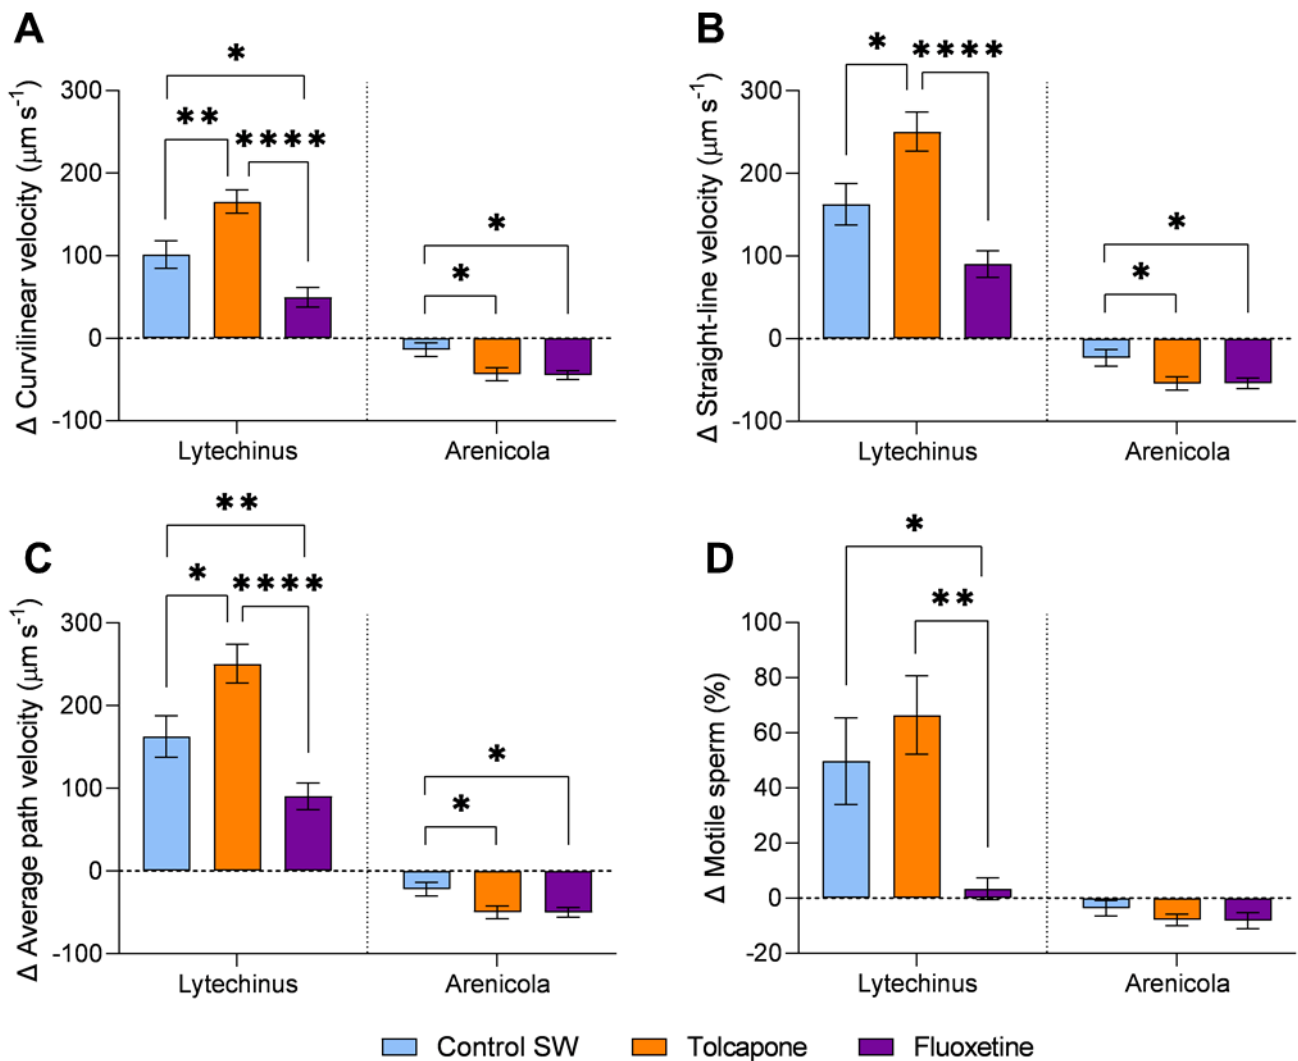 A
Δ Curvilinear velocity (μm s⁻¹)
300
200
100
0
-100
*
**
****
*
*
Lytechinus
Arenicola
B
Δ Straight-line velocity (μm s⁻¹)
300
200
100
0
-100
*
****
*
*
Lytechinus
Arenicola
C
Δ Average path velocity (μm s⁻¹)
300
200
100
0
-100
**
*
****
*
*
Lytechinus
Arenicola
D
Δ Motile sperm (%)
100
80
60
40
20
0
-20
*
**
Lytechinus
Arenicola
Control SW
Tolcapone
Fluoxetine